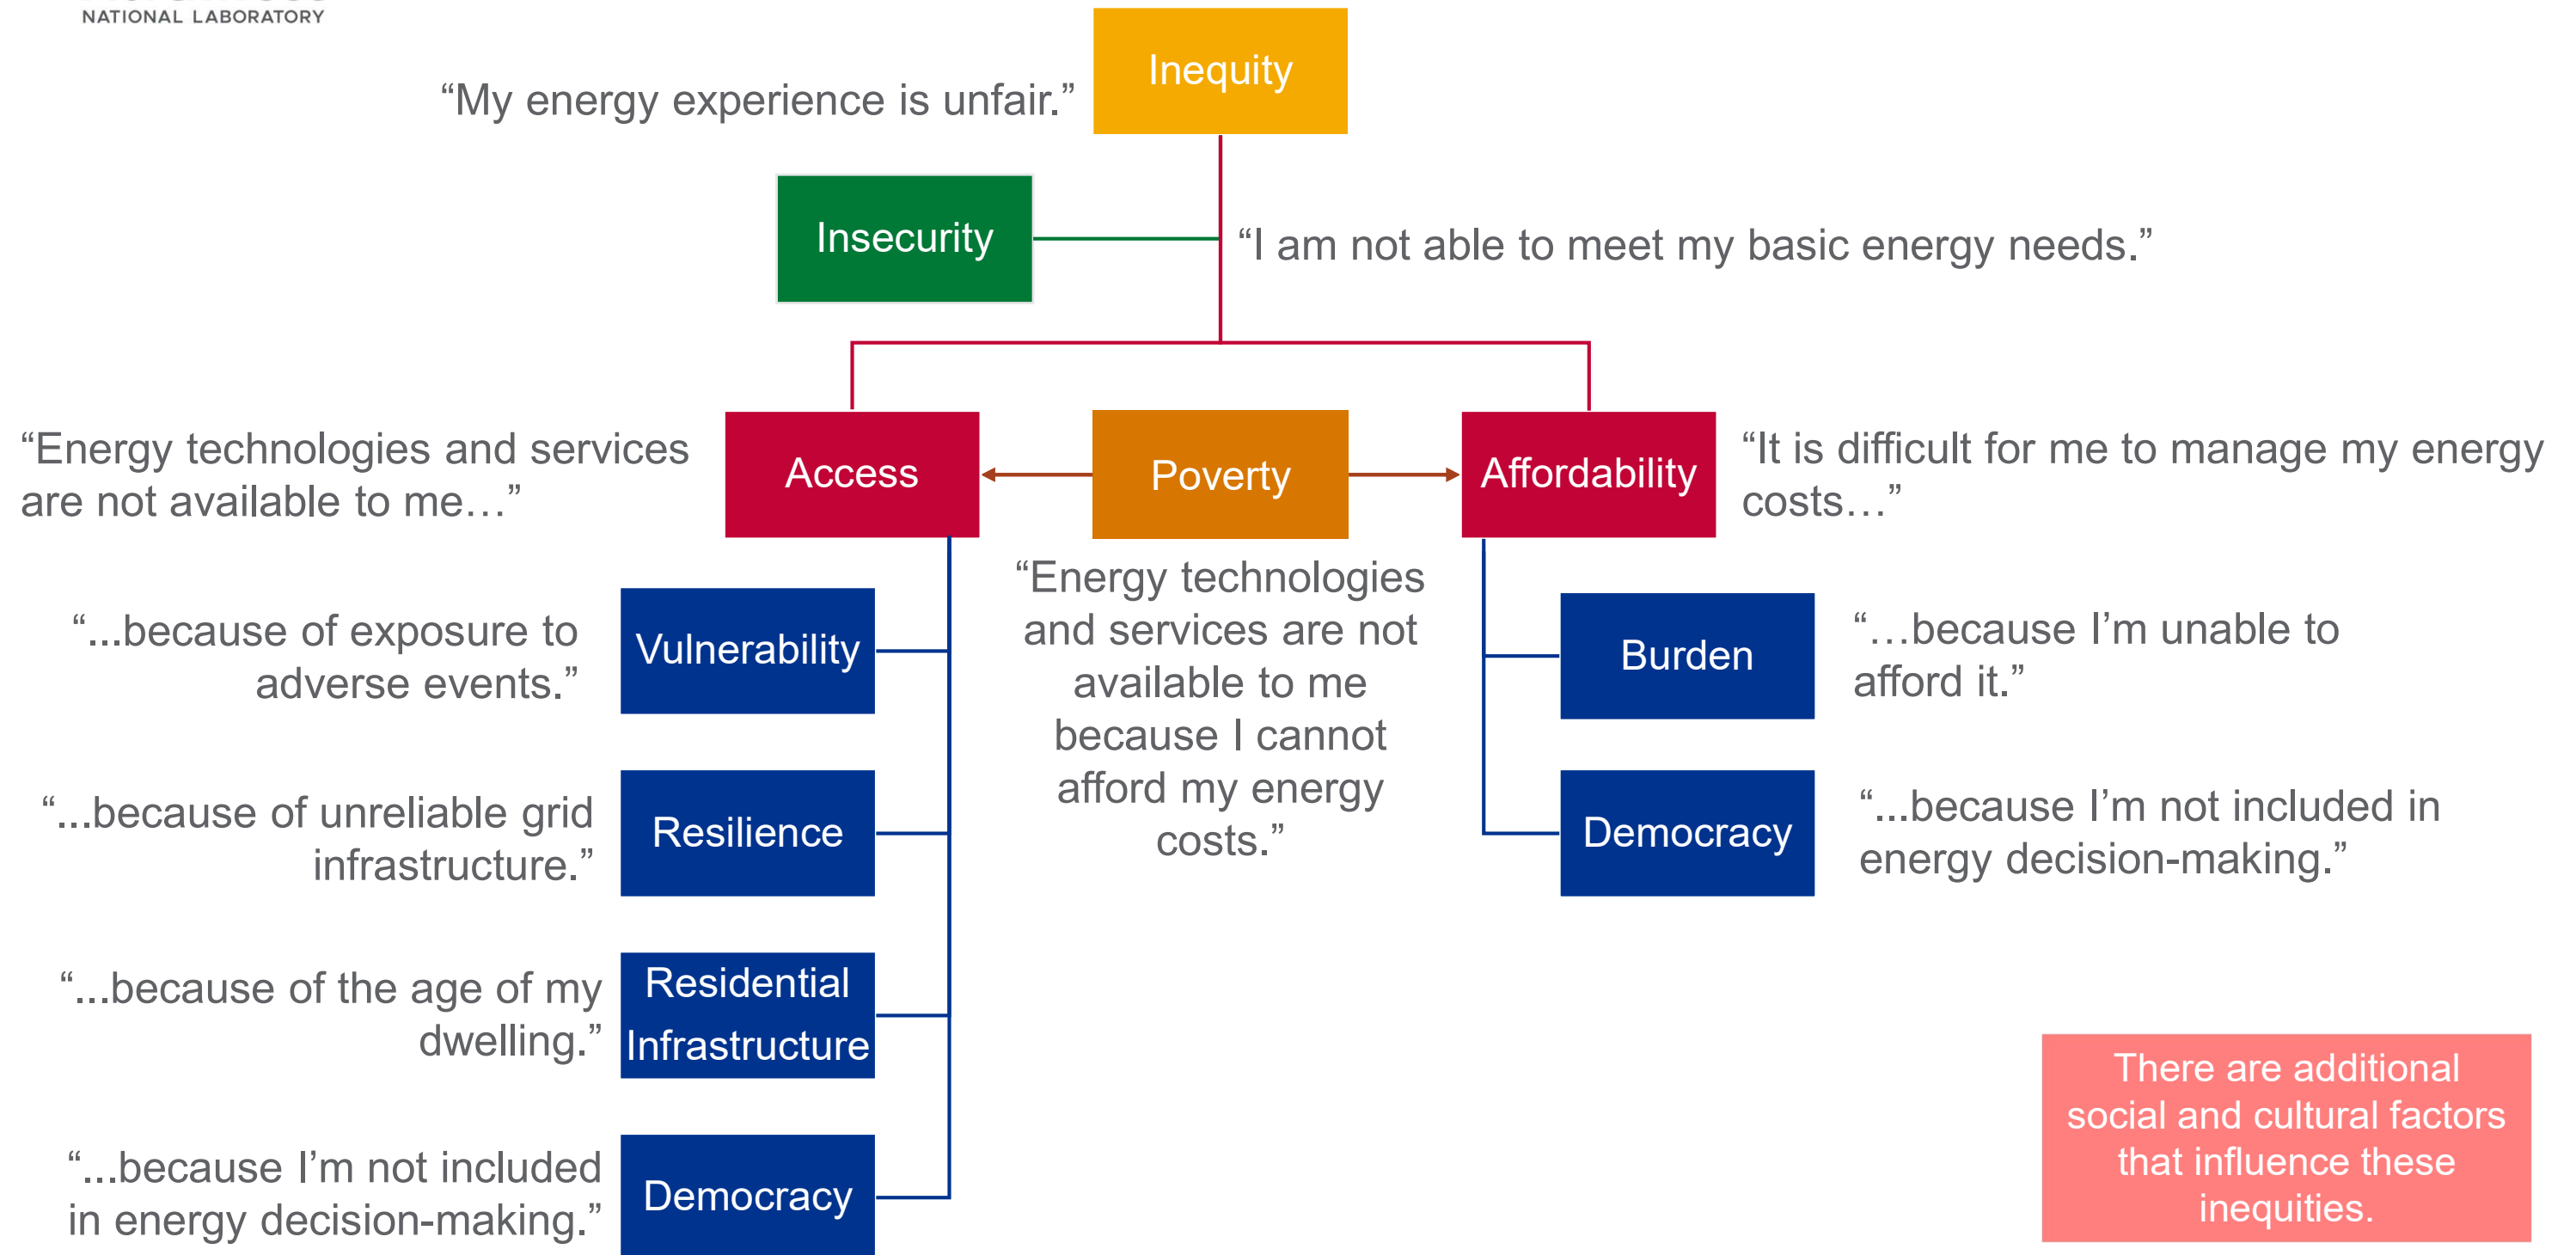 NATIONAL LABORATORY
Inequity
“My energy experience is unfair.”
Insecurity
“I am not able to meet my basic energy needs.”
“Energy technologies and services
are not available to me…”
Access
Poverty
Affordability
“It is difficult for me to manage my energy
costs…”
“Energy technologies
and services are not
available to me
because I cannot
afford my energy
costs.”
“...because of exposure to
adverse events.”
Vulnerability
Burden
“…because I’m unable to
afford it.”
“...because of unreliable grid
infrastructure.”
Resilience
Democracy
“...because I’m not included in
energy decision-making.”
“...because of the age of my
dwelling.”
Residential
Infrastructure
“...because I’m not included
in energy decision-making.”
Democracy
There are additional
social and cultural factors
that influence these
inequities.